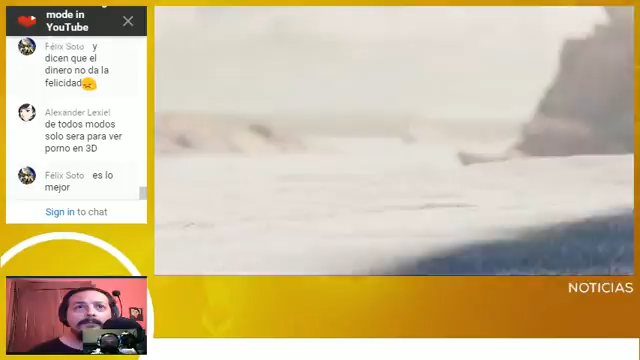 mode in
YouTube
Félix Soto y
dicen que el
dinero no da la
felicidad
Alexander Lexiel
de todos modos
solo sera para ver
porno en 3D
Félix Soto es lo
mejor
Sign in to chat
NOTICIAS